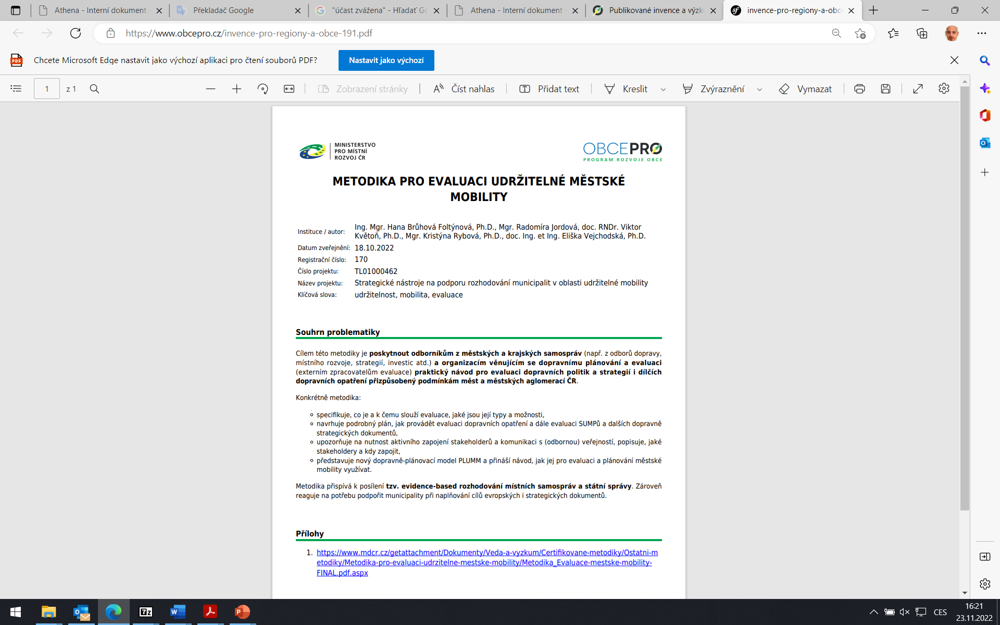 Athena - Interní dokument
Překladač Google
"účast zvážena" - Hľadať Go
Athena - Interní dokument
Publikované invence a výzk
invence-pro-regiony-a-obce
https://www.obcepro.cz/invence-pro-regiony-a-obce-191.pdf
PDF
Chcete Microsoft Edge nastavit jako výchozí aplikaci pro čtení souborů PDF?
Nastavit jako výchozí
1
z 1
Zobrazení stránky
Číst nahlas
Přidat text
Kreslit
Zvýraznění
Vymazat
MINISTERSTVO
PRO MÍSTNÍ
ROZVOJ ČR
OBCEPRO
PROGRAM ROZVOJE OBCE
METODIKA PRO EVALUACI UDRŽITELNÉ MĚSTSKÉ
MOBILITY
Instituce / autor:
Ing. Mgr. Hana Brůhová Foltýnová, Ph.D., Mgr. Radomíra Jordová, doc. RNDr. Viktor
Květoň, Ph.D., Mgr. Kristýna Rybová, Ph.D., doc. Ing. et Ing. Eliška Vejchodská, Ph.D.
Datum zveřejnění: 18.10.2022
Registrační číslo: 170
Číslo projektu: TL01000462
Název projektu: Strategické nástroje na podporu rozhodování municipalit v oblasti udržitelné mobility
Klíčová slova: udržitelnost, mobilita, evaluace
Souhrn problematiky
Cílem této metodiky je poskytnout odborníkům z městských a krajských samospráv (např. z odborů dopravy,
místního rozvoje, strategií, investic atd.) a organizacím věnujícím se dopravnímu plánování a evaluaci
(externím zpracovatelům evaluace) praktický návod pro evaluaci dopravních politik a strategií i dílčích
dopravních opatření přizpůsobený podmínkám měst a městských aglomerací ČR.
Konkrétně metodika:
specifikuje, co je a k čemu slouží evaluace, jaké jsou její typy a možnosti,
navrhuje podrobný plán, jak provádět evaluaci dopravních opatření a dále evaluaci SUMPů a dalších dopravně
strategických dokumentů,
upozorňuje na nutnost aktivního zapojení stakeholderů a komunikaci s (odbornou) veřejností, popisuje, jaké
stakeholdery a kdy zapojit,
představuje nový dopravně-plánovací model PLUMM a přináší návod, jak jej pro evaluaci a plánování městské
mobility využívat.
Metodika přispívá k posílení tzv. evidence-based rozhodování místních samospráv a státní správy. Zároveň
reaguje na potřebu podpořit municipality při naplňování cílů evropských i strategických dokumentů.
Přílohy
1. https://www.mdcr.cz/getattachment/Dokumenty/Veda-a-vyzkum/Certifikovane-metodiky/Ostatni-m
etodiky/Metodika-pro-evaluaci-udrzitelne-mestske-mobility/Metodika_Evaluace-mestske-mobility-
FINAL.pdf.aspx
CES
16:21
23.11.2022